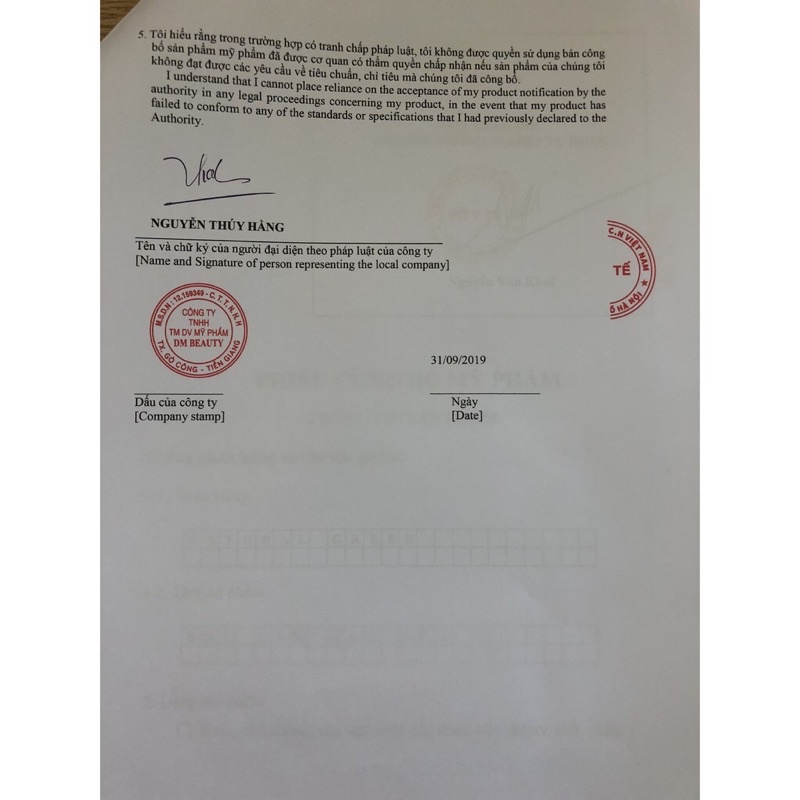 5. Tôi hiểu rằng trong trường hợp có tranh chấp pháp luật, tôi không được quyền sử dụng bản công
bố sản phẩm mỹ phẩm đã được cơ quan có thẩm quyền chấp nhận nếu sản phẩm của chúng tôi
không đạt được các yêu cầu về tiêu chuẩn, chỉ tiêu mà chúng tôi đã công bố.
I understand that I cannot place reliance on the acceptance of my product notification by the
authority in any legal proceedings concerning my product, in the event that my product has
failed to conform to any of the standards or specifications that I had previously declared to the
Authority.
NGUYỄN THÚY HẰNG
Tên và chữ ký của người đại diện theo pháp luật của công ty
[Name and Signature of person representing the local company]
C.N VIỆT NAM ★
TẾ
Ố HÀ NỘI
M.S.D.N: 12.159349 - C.T.T.N.H.H
CÔNG TY
TNHH
TM DV MỸ PHẨM
DM BEAUTY
TX. GÒ CÔNG - TIỀN GIANG
31/09/2019
Dấu của công ty
[Company stamp]
Ngày
[Date]